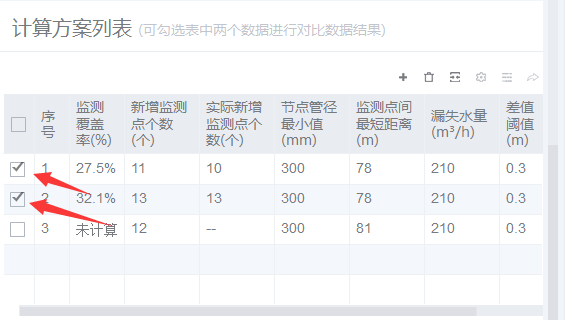 计算方案列表 (可勾选表中两个数据进行对比数据结果)
序号 监测覆盖率(%) 新增监测点个数(个) 实际新增监测点个数(个) 节点管径最小值(mm) 监测点间最短距离(m) 漏失水量(m³/h) 差值阈值(m)
1 27.5% 11 10 300 78 210 0.3
2 32.1% 13 13 300 78 210 0.3
3 未计算 12 -- 300 81 210 0.3